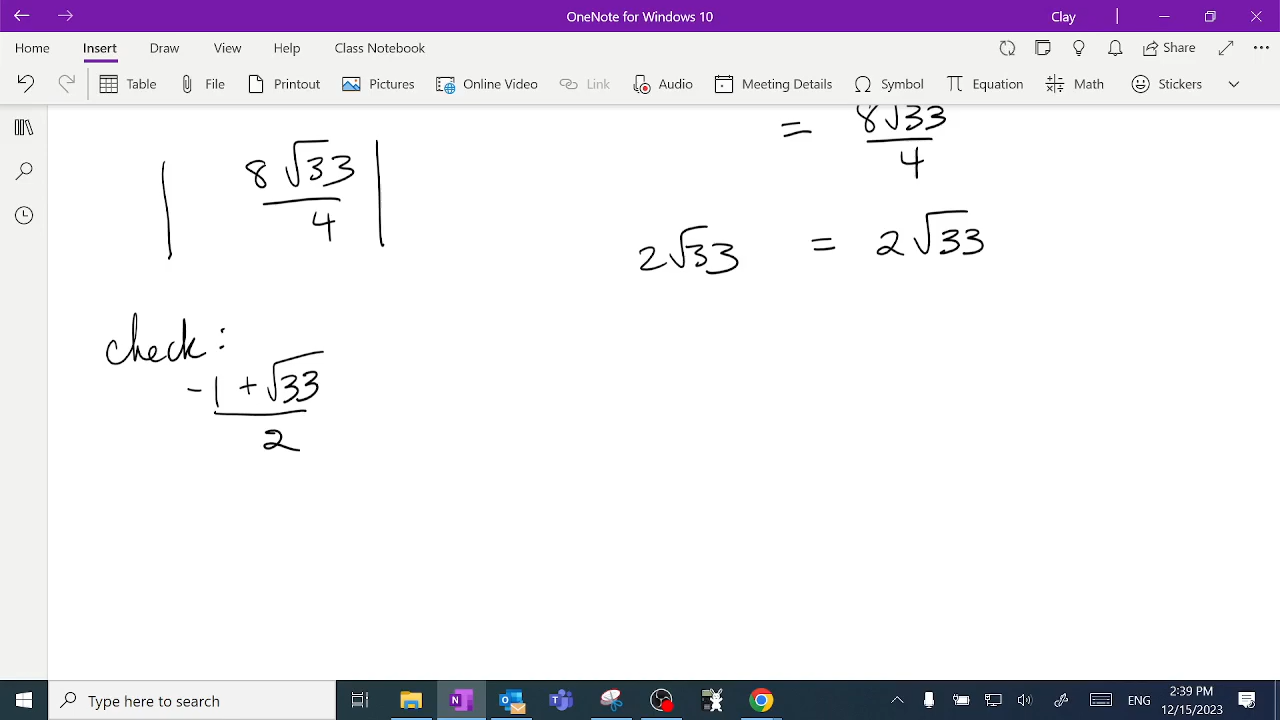 OneNote for Windows 10
Clay
Home Insert Draw View Help Class Notebook
Share
Table File Printout Pictures Online Video Link Audio Meeting Details Symbol Equation Math Stickers
= 8√33
4
| 8√33 |
4
2√33 = 2√33
check:
-1 + √33
2
Type here to search
ENG
2:39 PM
12/15/2023